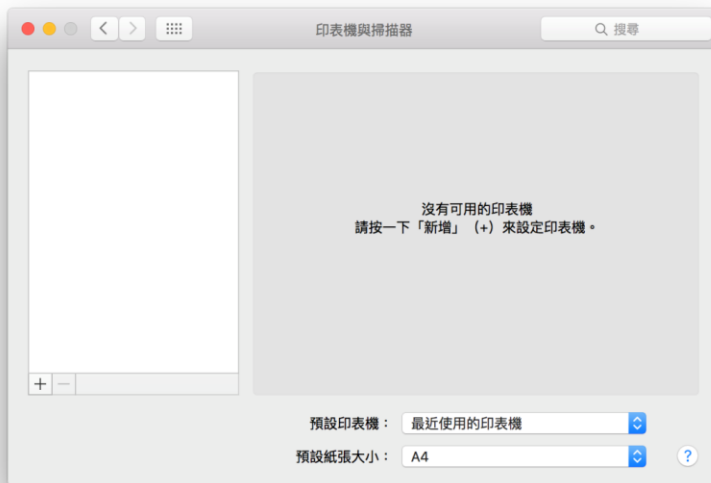 印表機與掃描器
搜尋
沒有可用的印表機
請按一下「新增」（+）來設定印表機。
+
−
預設印表機：
最近使用的印表機
預設紙張大小：
A4
?